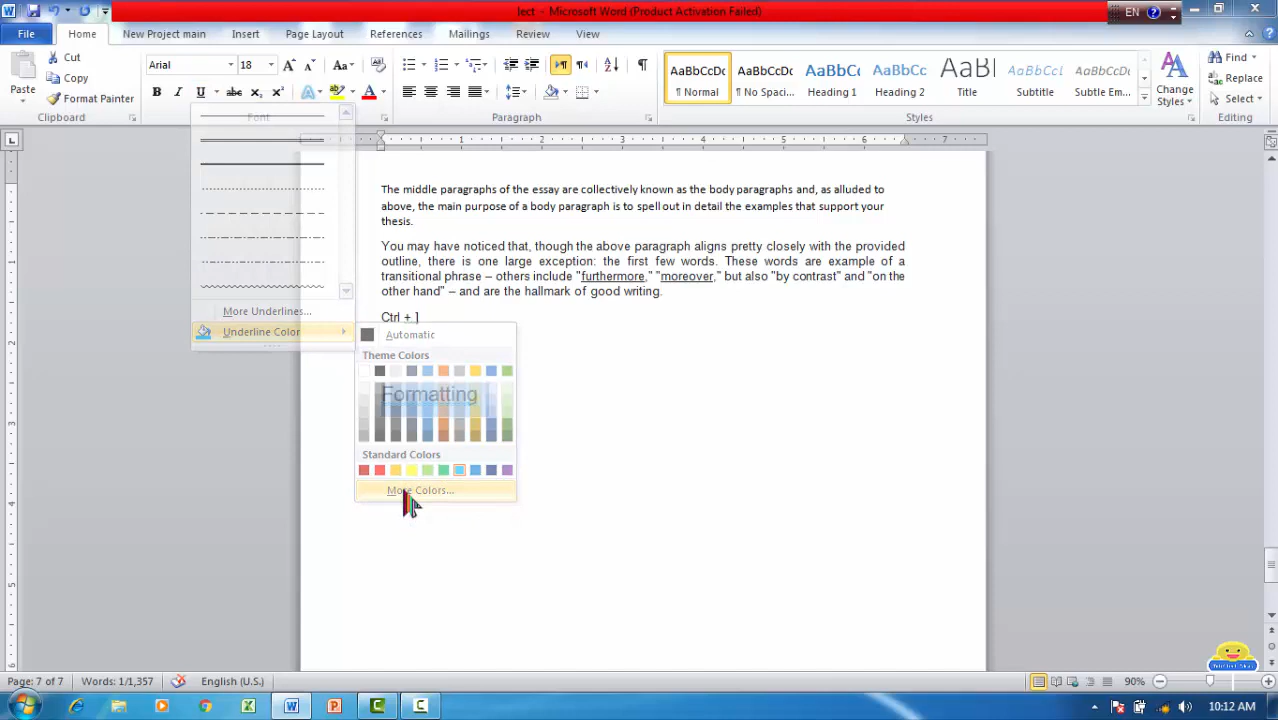 lect - Microsoft Word (Product Activation Failed)
EN
File
Home
New Project main
Insert
Page Layout
References
Mailings
Review
View
Cut
Copy
Format Painter
Paste
Clipboard
Arial
18
Font
Paragraph
AaBbCcDc
¶ Normal
AaBbCcDc
¶ No Spaci...
AaBbCc
Heading 1
AaBbCc
Heading 2
AaBl
Title
AaBbCcl
Subtitle
AaBbCcDc
Subtle Em...
Change
Styles
Styles
Find
Replace
Select
Editing
1 2 3 4 5 6 7
The middle paragraphs of the essay are collectively known as the body paragraphs and, as alluded to
above, the main purpose of a body paragraph is to spell out in detail the examples that support your
thesis.
You may have noticed that, though the above paragraph aligns pretty closely with the provided
outline, there is one large exception: the first few words. These words are example of a
transitional phrase – others include "furthermore," "moreover," but also "by contrast" and "on the
other hand" – and are the hallmark of good writing.
Ctrl + ]
More Underlines...
Underline Color
Automatic
Theme Colors
Formatting
Standard Colors
More Colors...
Page: 7 of 7
Words: 1/1,357
English (U.S.)
90%
10:12 AM